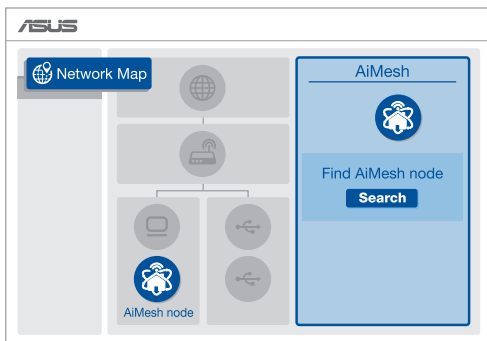 ASUS
Network Map
AiMesh
Find AiMesh node
Search
AiMesh node